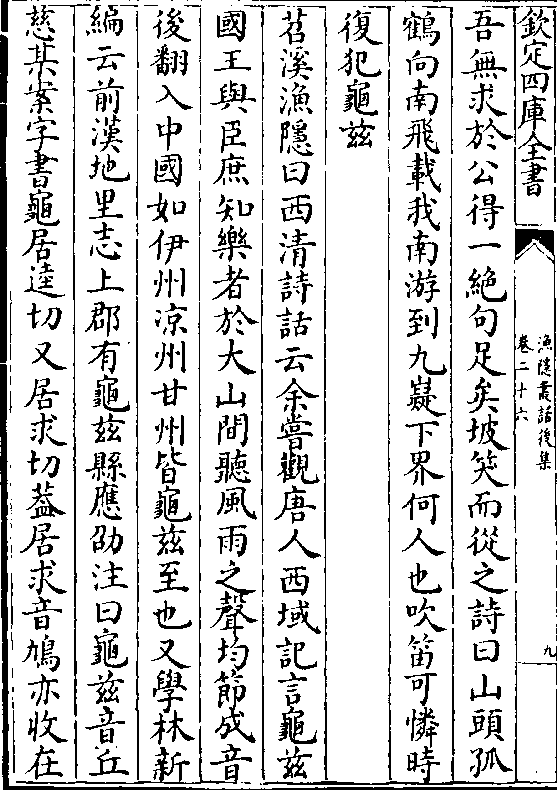 欽定四庫全書
漁隱叢話後集
卷二十六
九
吾無求於公得一絶句足矣坡笑而從之詩曰山頭孤
鶴向南飛載我南游到九嶷下界何人也吹笛可憐時
復犯龜兹
苕溪漁隱曰西清詩話云余嘗觀唐人西域記言龜兹
國王與臣庶知樂者於大山間聽風雨之聲均節成音
後翻入中國如伊州凉州甘州皆龜兹至也又學林新
編云前漢地里志上郡有龜兹縣應劭注曰龜兹音丘
慈某案字書龜居逵切又居求切葢居求音鳩亦收在